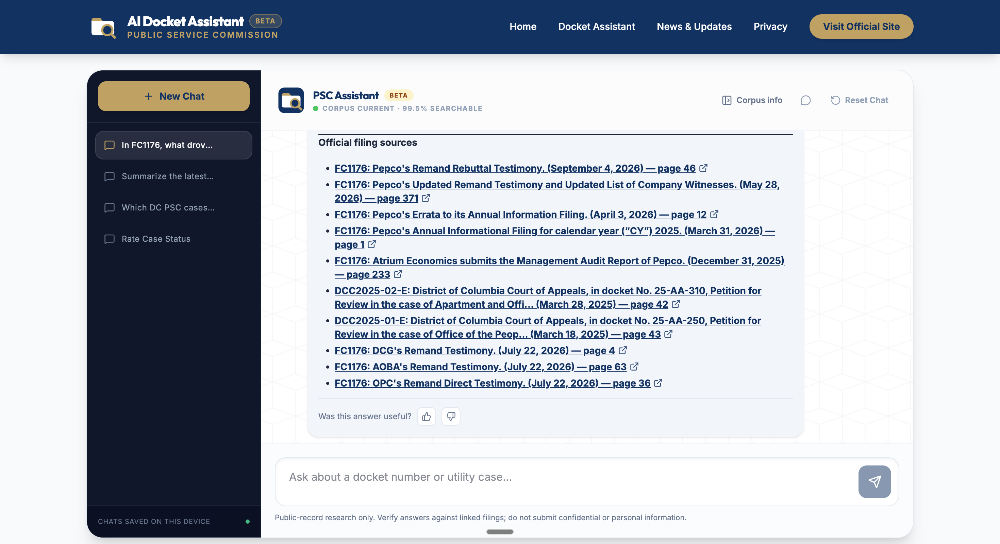 AI Docket Assistant BETA
PUBLIC SERVICE COMMISSION
Home Docket Assistant News & Updates Privacy Visit Official Site
+ New Chat
In FC1176, what drov...
Summarize the latest...
Which DC PSC cases...
Rate Case Status
CHATS SAVED ON THIS DEVICE
PSC Assistant BETA
CORPUS CURRENT · 99.5% SEARCHABLE
Corpus info
Reset Chat
Official filing sources
• FC1176: Pepco's Remand Rebuttal Testimony. (September 4, 2026) — page 46
• FC1176: Pepco's Updated Remand Testimony and Updated List of Company Witnesses. (May 28,
2026) — page 371
• FC1176: Pepco's Errata to its Annual Information Filing. (April 3, 2026) — page 12
• FC1176: Pepco's Annual Informational Filing for calendar year (“CY”) 2025. (March 31, 2026) —
page 1
• FC1176: Atrium Economics submits the Management Audit Report of Pepco. (December 31, 2025)
— page 233
• DCC2025-02-E: District of Columbia Court of Appeals, in docket No. 25-AA-310, Petition for
Review in the case of Apartment and Offi... (March 28, 2025) — page 42
• DCC2025-01-E: District of Columbia Court of Appeals, in docket No. 25-AA-250, Petition for
Review in the case of Office of the Peop... (March 18, 2025) — page 43
• FC1176: DCG's Remand Testimony. (July 22, 2026) — page 4
• FC1176: AOBA's Remand Testimony. (July 22, 2026) — page 63
• FC1176: OPC's Remand Direct Testimony. (July 22, 2026) — page 36
Was this answer useful?
Ask about a docket number or utility case...
Public-record research only. Verify answers against linked filings; do not submit confidential or personal information.